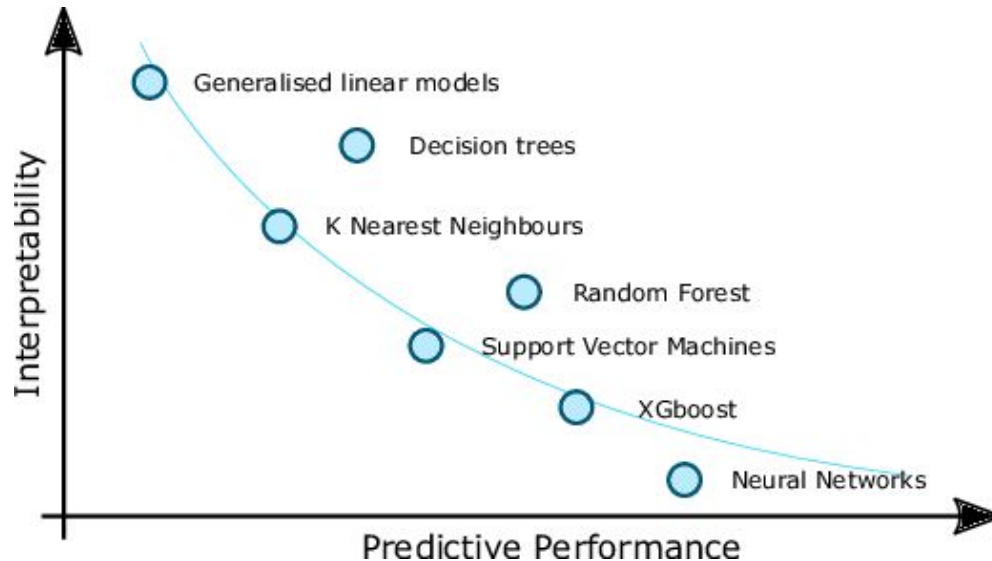 Generalised linear models
Decision trees
K Nearest Neighbours
Random Forest
Support Vector Machines
XGboost
Neural Networks
Interpretability
Predictive Performance